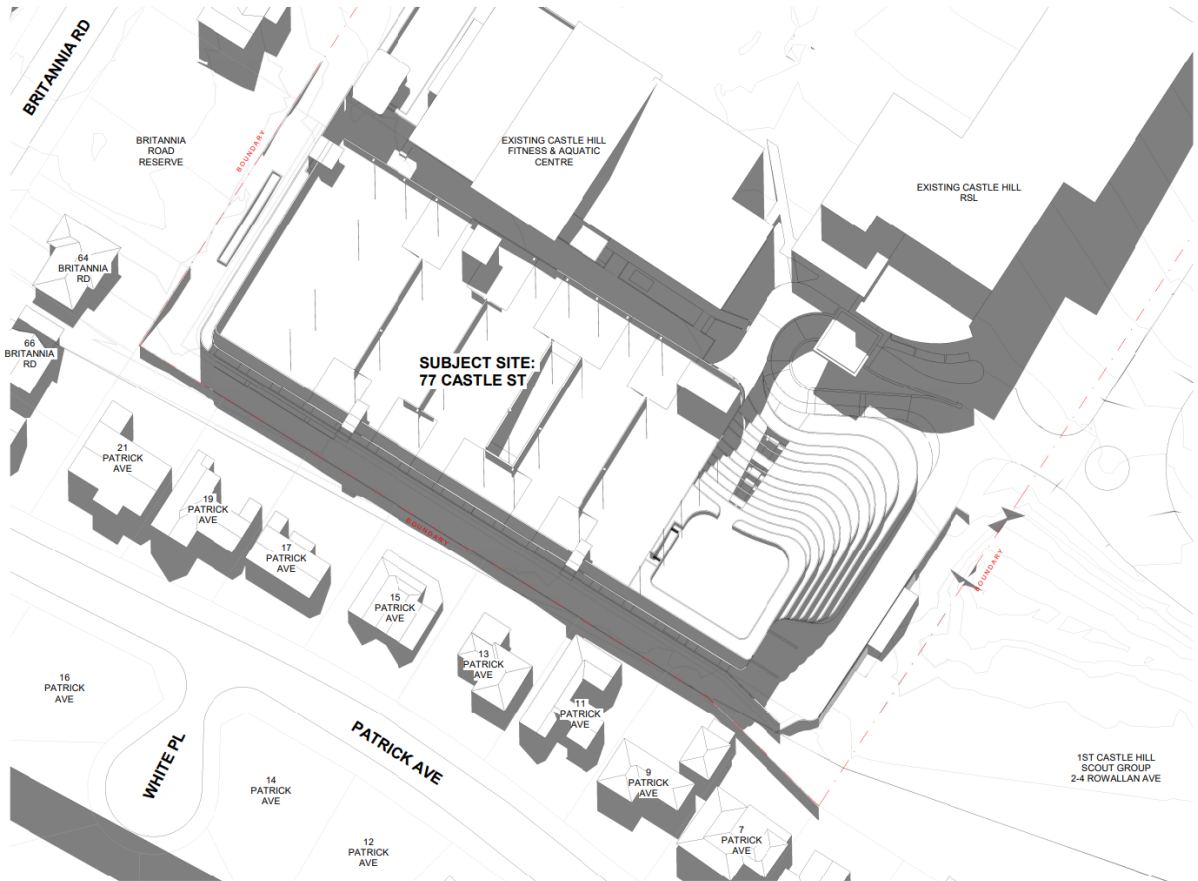 BRITANNIA RD
BRITANNIA
ROAD
RESERVE
BOUNDARY
EXISTING CASTLE HILL
FITNESS & AQUATIC
CENTRE
EXISTING CASTLE HILL
RSL
64
BRITANNIA
RD
66
BRITANNIA
RD
SUBJECT SITE:
77 CASTLE ST
21
PATRICK
AVE
19
PATRICK
AVE
17
PATRICK
AVE
BOUNDARY
15
PATRICK
AVE
13
PATRICK
AVE
11
PATRICK
AVE
9
PATRICK
AVE
7
PATRICK
AVE
BOUNDARY
16
PATRICK
AVE
WHITE PL
PATRICK AVE
14
PATRICK
AVE
12
PATRICK
AVE
1ST CASTLE HILL
SCOUT GROUP
2-4 ROWALLAN AVE